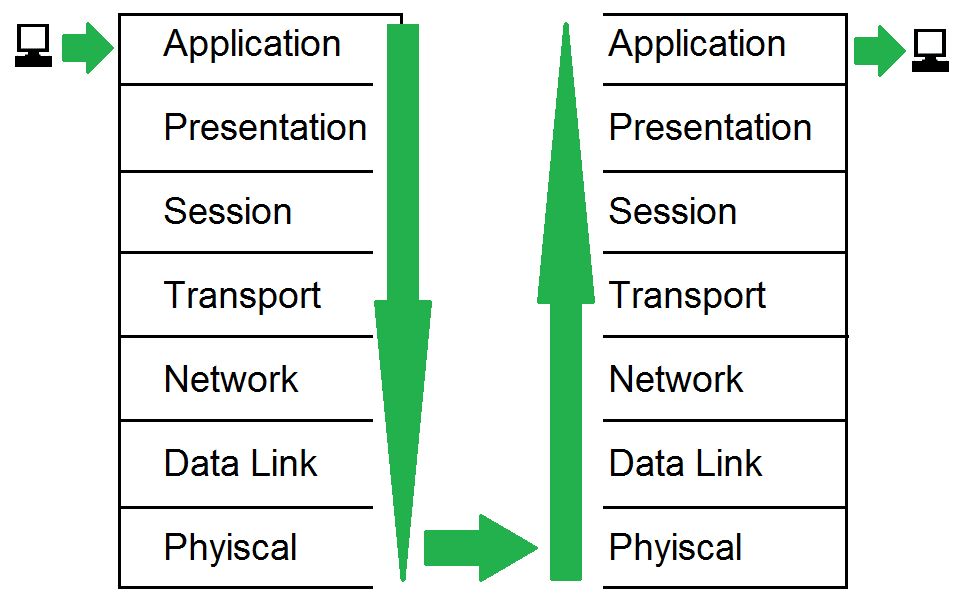 Application
Presentation
Session
Transport
Network
Data Link
Phyiscal
Application
Presentation
Session
Transport
Network
Data Link
Phyiscal